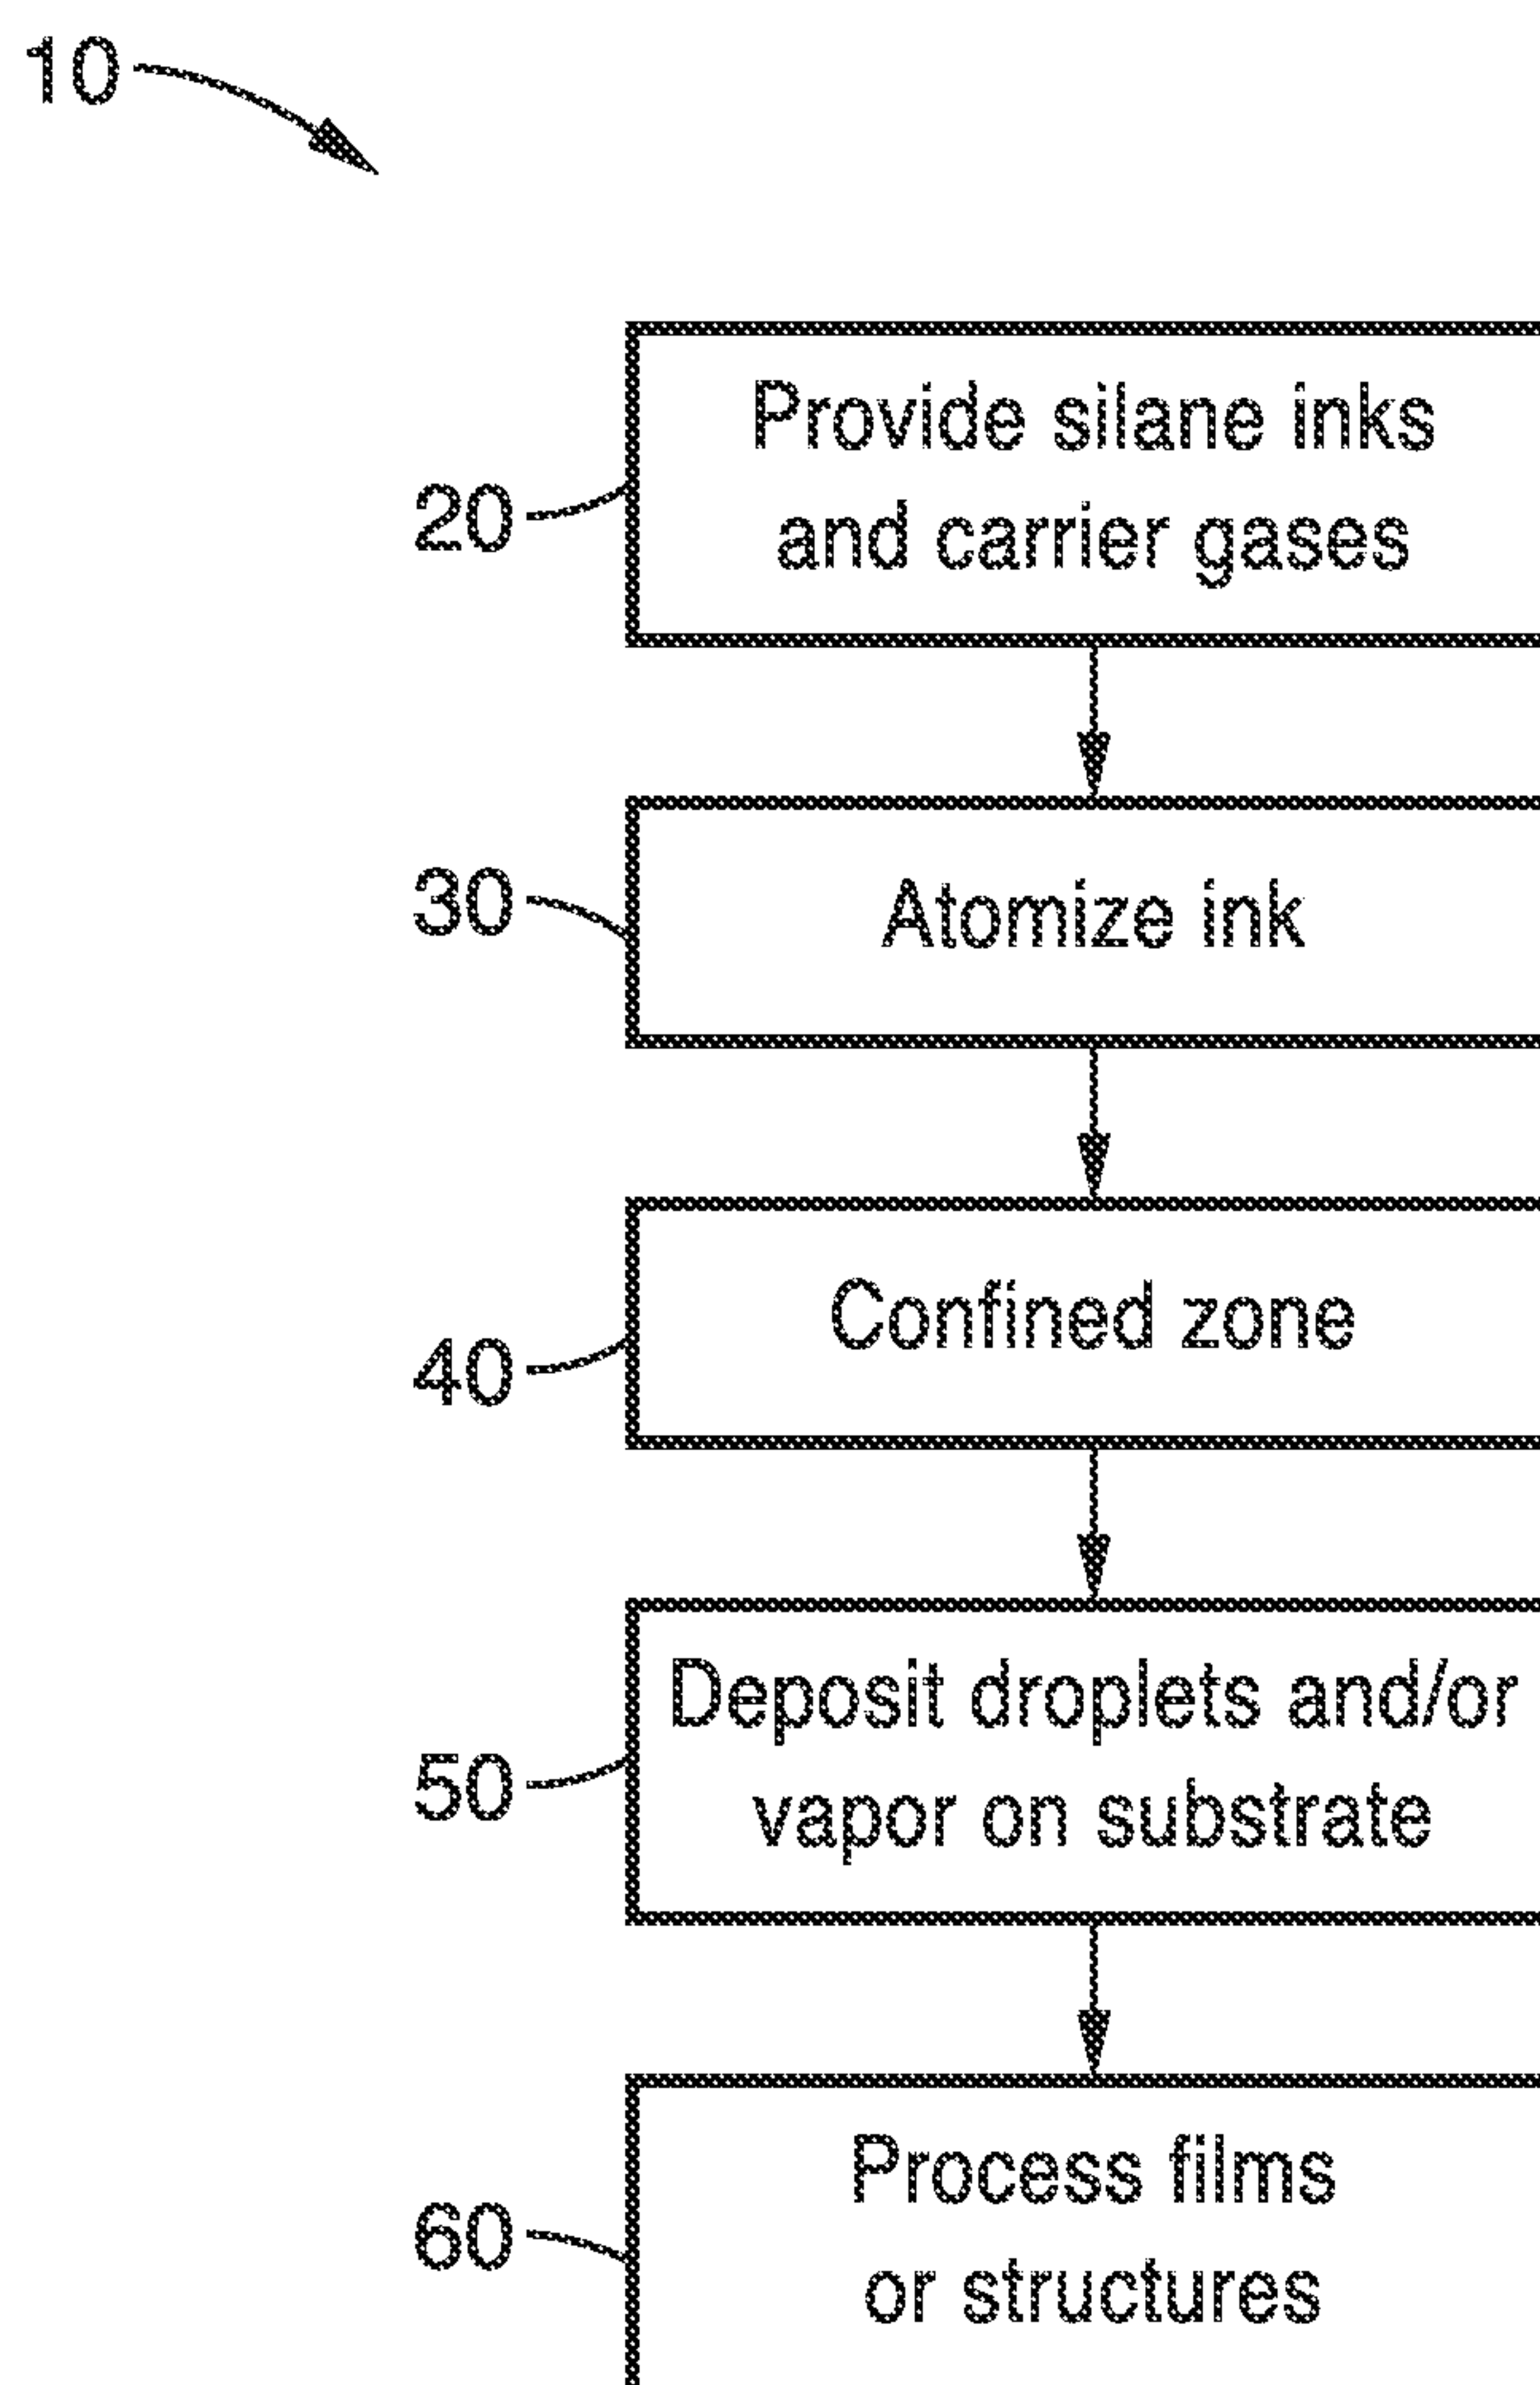 10
Provide silane inks
and carrier gases
20
30
Atomize ink
Confined zone
40
Deposit droplets and/or
50
vapor on substrate
Process films
60
or structures